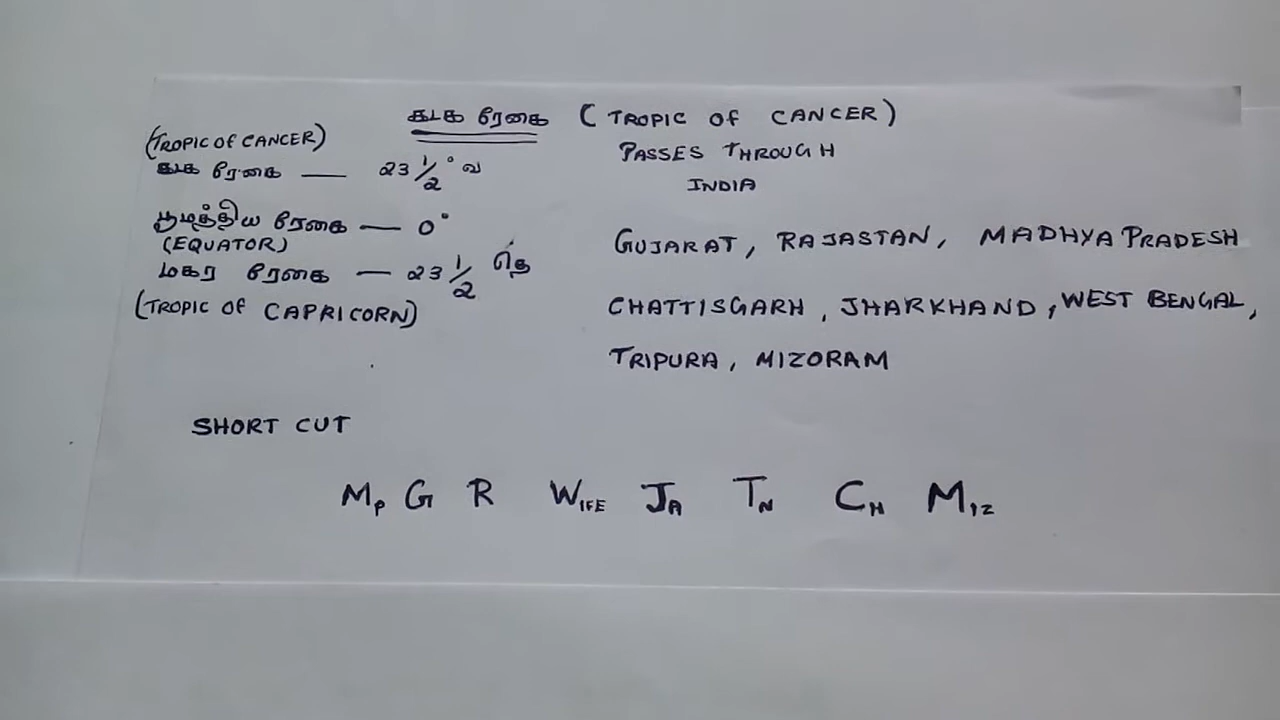 கடக ரேகை (TROPIC OF CANCER)
PASSES THROUGH
INDIA
(TROPIC OF CANCER)
கடக ரேகை — 23 1/2° வ
பூமத்திய ரேகை — 0°
(EQUATOR)
மகர ரேகை — 23 1/2 தெ
(TROPIC OF CAPRICORN)
GUJARAT, RAJASTAN, MADHYA PRADESH
CHATTISGARH, JHARKHAND, WEST BENGAL,
TRIPURA, MIZORAM
SHORT CUT
MP G R WIFE JA TN CH MIZ